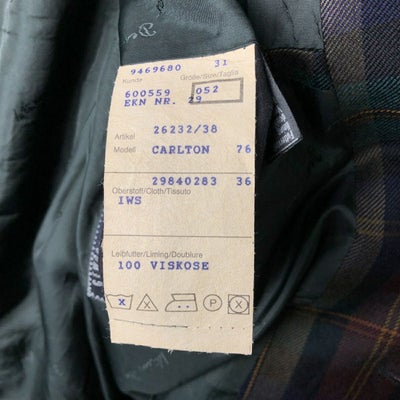 9469680 31
Kunde Größe/Size/Taglia
600559 052
EKN NR. 29
Artikel 26232/38
Modell CARLTON 76
29840283 36
Oberstoff/Cloth/Tissuto
IWS
Leibfutter/Liming/Doublure
100 VISKOSE
X P X